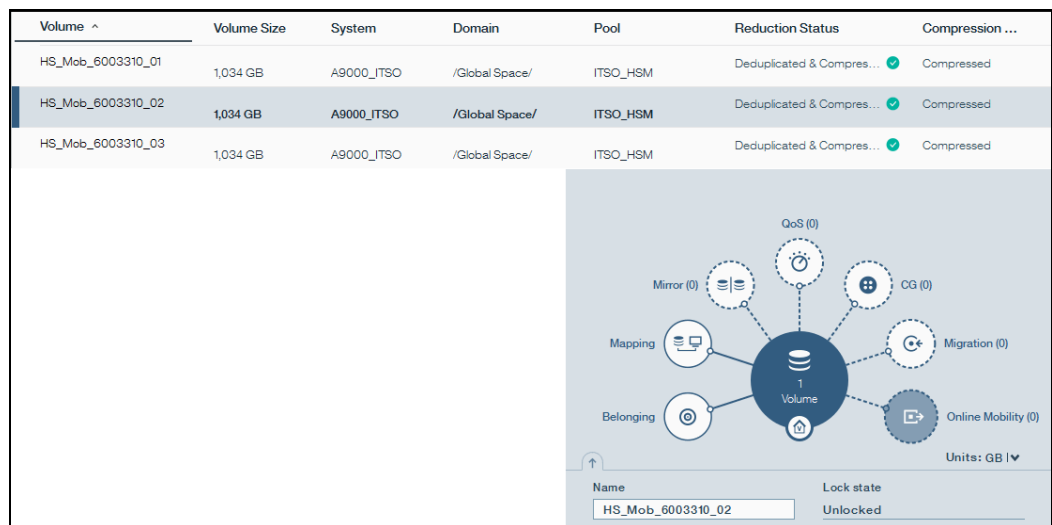 Volume ^ Volume Size System Domain Pool Reduction Status Compression ...
HS_Mob_6003310_01 1,034 GB A9000_ITSO /Global Space/ ITSO_HSM Deduplicated & Compres... Compressed
HS_Mob_6003310_02 1,034 GB A9000_ITSO /Global Space/ ITSO_HSM Deduplicated & Compres... Compressed
HS_Mob_6003310_03 1,034 GB A9000_ITSO /Global Space/ ITSO_HSM Deduplicated & Compres... Compressed
QoS (0)
Mirror (0) CG (0)
Mapping Migration (0)
1
Volume
Belonging Online Mobility (0)
Units: GB
Name Lock state
HS_Mob_6003310_02 Unlocked